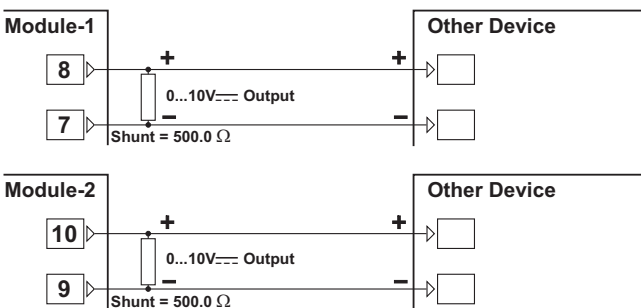 Module-1
Other Device
8
+
+
0...10V⎓ Output
7
−
−
Shunt = 500.0 Ω
Module-2
Other Device
10
+
+
0...10V⎓ Output
9
−
−
Shunt = 500.0 Ω